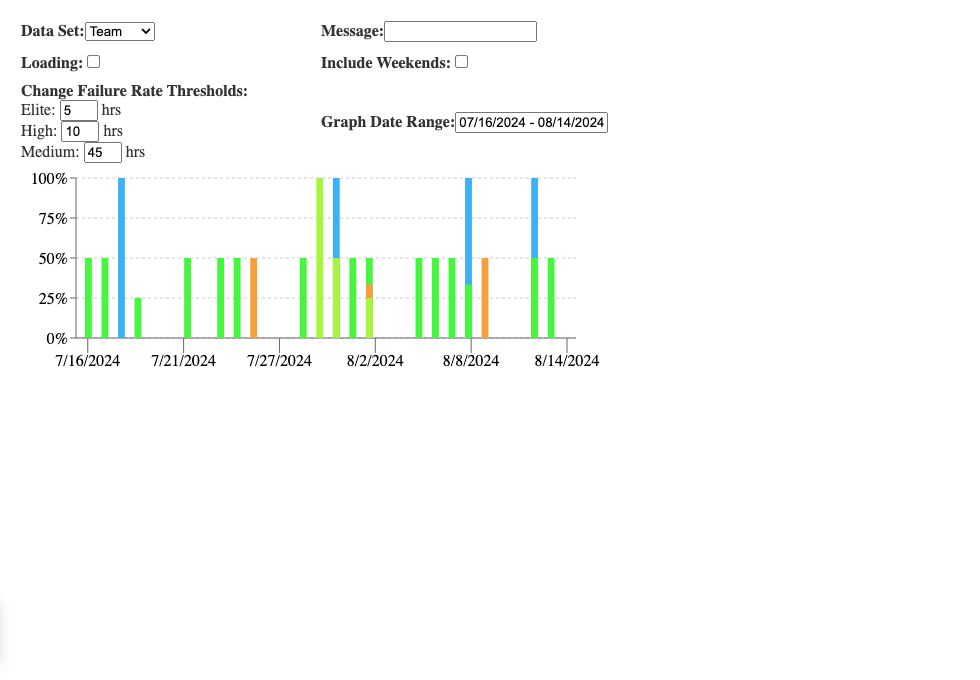 Data Set: Team
Message:
Loading:
Include Weekends:
Change Failure Rate Thresholds:
Elite: 5 hrs
High: 10 hrs
Medium: 45 hrs
Graph Date Range: 07/16/2024 - 08/14/2024
100%
75%
50%
25%
0%
7/16/2024 7/21/2024 7/27/2024 8/2/2024 8/8/2024 8/14/2024